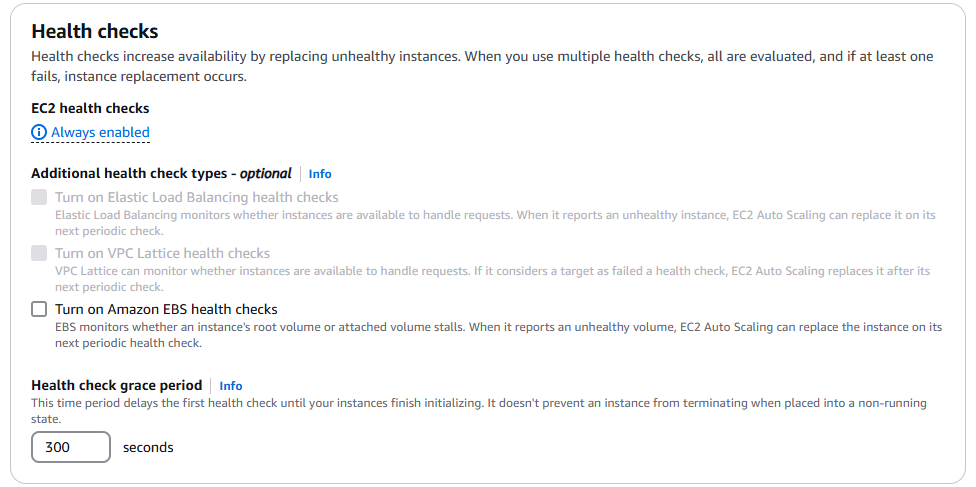 Health checks
Health checks increase availability by replacing unhealthy instances. When you use multiple health checks, all are evaluated, and if at least one
fails, instance replacement occurs.
EC2 health checks
Always enabled
Additional health check types - optional | Info
Turn on Elastic Load Balancing health checks
Elastic Load Balancing monitors whether instances are available to handle requests. When it reports an unhealthy instance, EC2 Auto Scaling can replace it on its
next periodic check.
Turn on VPC Lattice health checks
VPC Lattice can monitor whether instances are available to handle requests. If it considers a target as failed a health check, EC2 Auto Scaling replaces it after its
next periodic check.
Turn on Amazon EBS health checks
EBS monitors whether an instance's root volume or attached volume stalls. When it reports an unhealthy volume, EC2 Auto Scaling can replace the instance on its
next periodic health check.
Health check grace period | Info
This time period delays the first health check until your instances finish initializing. It doesn't prevent an instance from terminating when placed into a non-running
state.
300 seconds